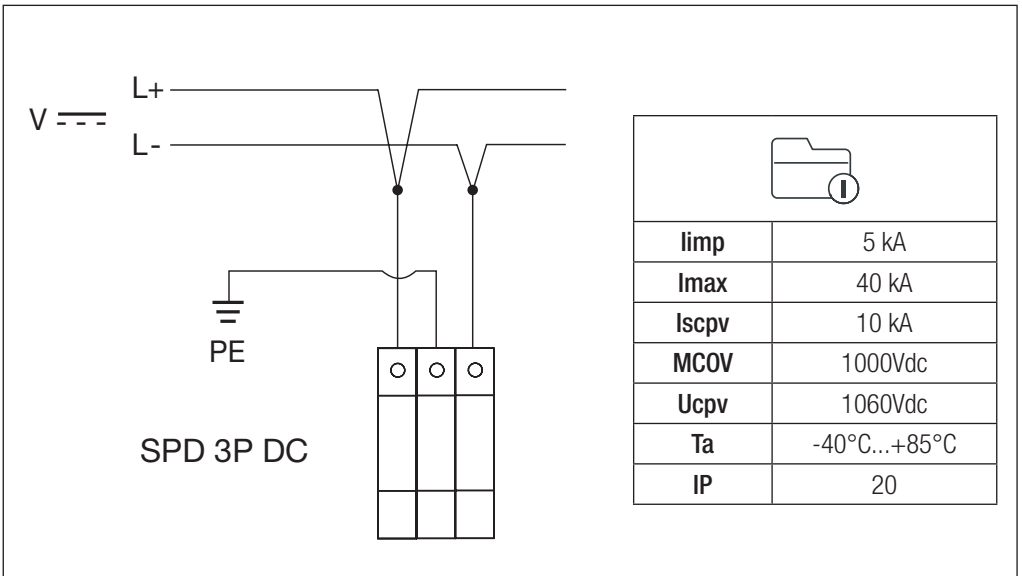 L+
V
L-
PE
SPD 3P DC
Iimp 5 kA
Imax 40 kA
Iscpv 10 kA
MCOV 1000Vdc
Ucpv 1060Vdc
Ta -40°C...+85°C
IP 20